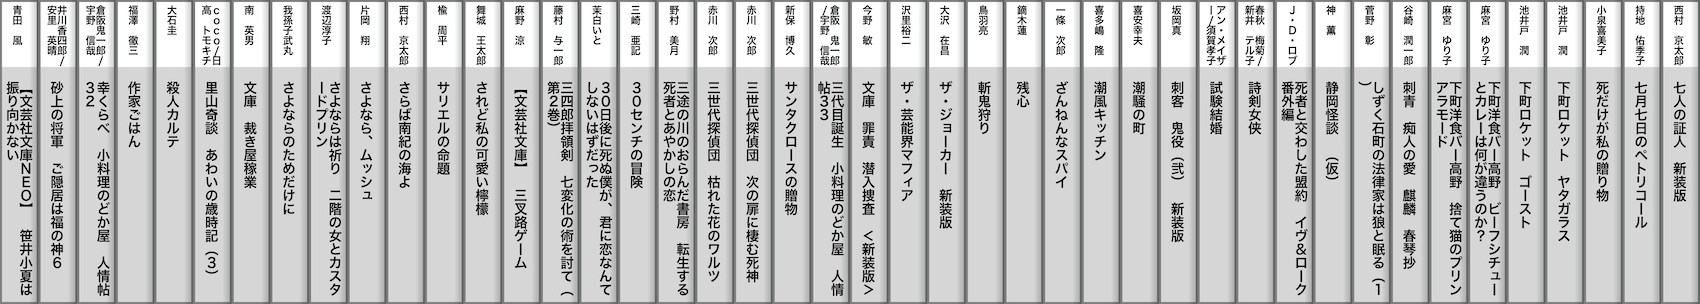 西村　京太郎
七人の証人　新装版
持地　佑季子
七月七日のペトリコール
小泉喜美子
死だけが私の贈り物
池井戸　潤
下町ロケット　ヤタガラス
池井戸　潤
下町ロケット　ゴースト
麻宮　ゆり子
下町洋食バー高野　ビーフシチュー
とカレーは何が違うのか？
麻宮　ゆり子
下町洋食バー高野　捨て猫のプリン
アラモード
谷崎　潤一郎
刺青　痴人の愛　麒麟　春琴抄
菅野　彰
しずく石町の法律家は狼と眠る（１
）
神　薫
静岡怪談　（仮）
Ｊ・Ｄ・ロブ
死者と交わした盟約　イヴ＆ローク
番外編
アン・メイザ
ー/須賀孝子
試験結婚
春秋　梅菊/
新井　テル子
詩剣女侠
坂岡真
刺客　鬼役（弐）　新装版
喜安幸夫
潮騒の町
喜多嶋　隆
潮風キッチン
一條　次郎
ざんねんなスパイ
鏑木蓮
残心
鳥羽亮
斬鬼狩り
大沢　在昌
ザ・ジョーカー　新装版
沢里裕二
ザ・芸能界マフィア
今野　敏
文庫　罪責　潜入捜査　＜新装版＞
倉阪　鬼一郎
/宇野　信哉
三代目誕生　小料理のどか屋　人情
帖３３
新保　博久
サンタクロースの贈物
赤川　次郎
三世代探偵団　次の扉に棲む死神
赤川　次郎
三世代探偵団　枯れた花のワルツ
野村　美月
三途の川のおらんだ書房　転生する
死者とあやかしの恋
三崎　亜記
３０センチの冒険
茉白いと
３０日後に死ぬ僕が、君に恋なんて
しないはずだった
藤村　与一郎
三四郎拝領剣　七変化の術を討て（
第２巻）
麻野　涼
【文芸社文庫】　三叉路ゲーム
舞城　王太郎
されど私の可愛い檸檬
楡　周平
サリエルの命題
西村　京太郎
さらば南紀の海よ
片岡　翔
さよなら、ムッシュ
渡辺淳子
さよならは祈り　二階の女とカスタ
ードプリン
我孫子武丸
さよならのためだけに
南　英男
文庫　裁き屋稼業
ｃｏｃｏ/日
高　トモキチ
里山奇談　あわいの歳時記（３）
大石圭
殺人カルテ
福澤　徹三
作家ごはん
倉阪鬼一郎/
宇野　信哉
幸くらべ　小料理のどか屋　人情帖
３２
井川香四郎/
安里　英晴
砂上の将軍　ご隠居は福の神６
青田　風
【文芸社文庫ＮＥＯ】　笹井小夏は
振り向かない